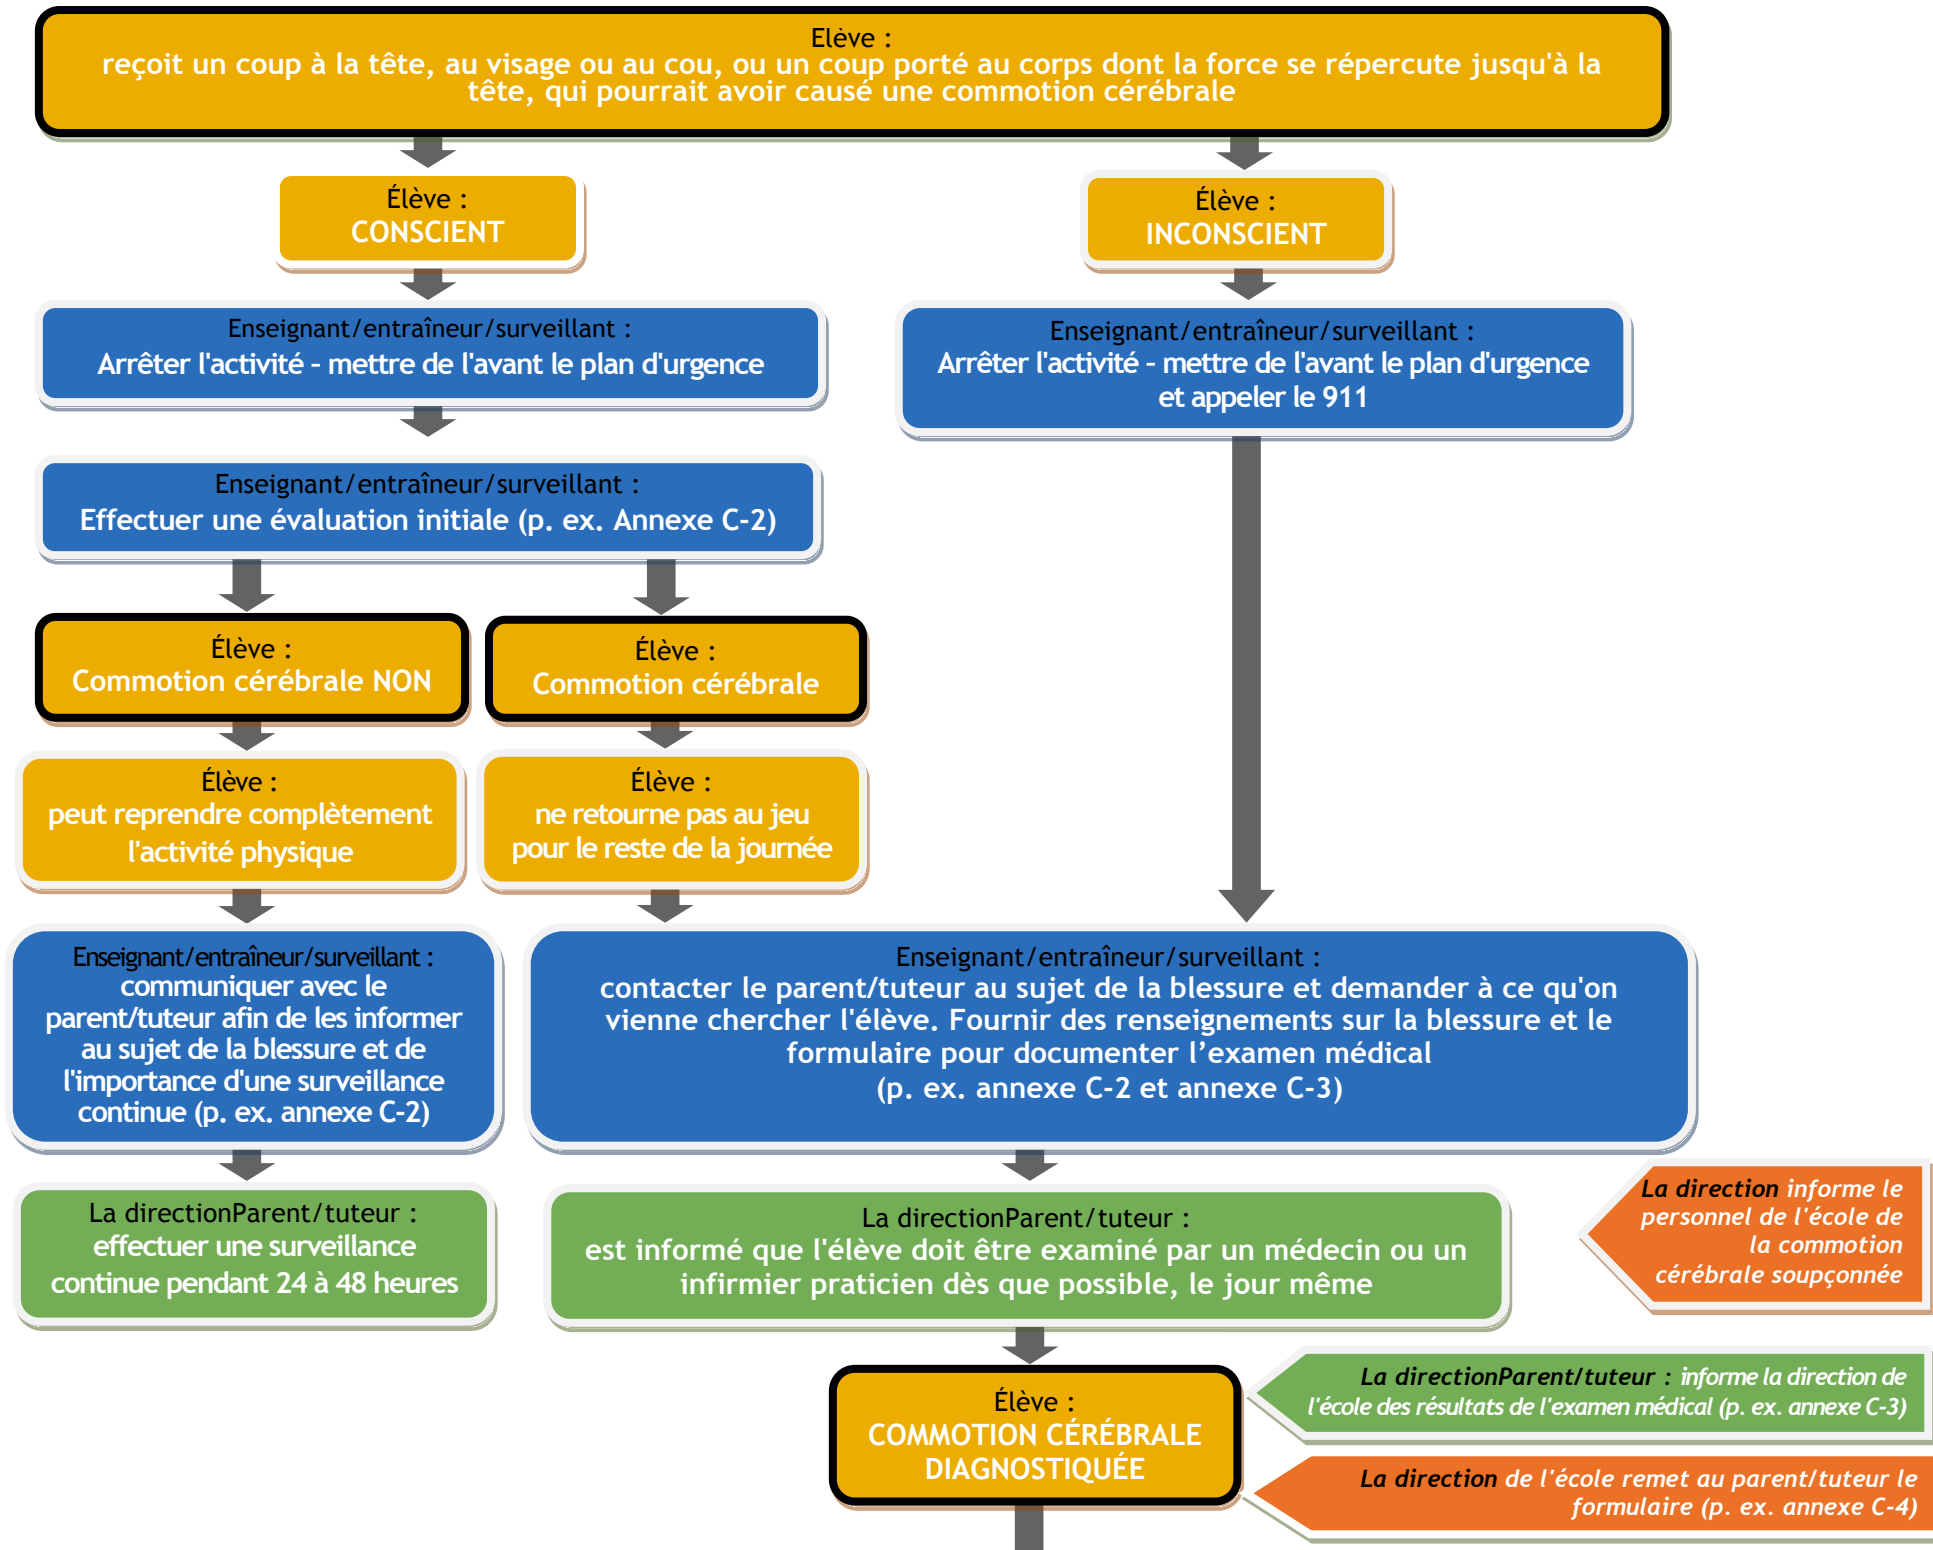 Elève :
reçoit un coup à la tête, au visage ou au cou, ou un coup porté au corps dont la force se répercute jusqu'à la
tête, qui pourrait avoir causé une commotion cérébrale
Élève :
CONSCIENT
Élève :
INCONSCIENT
Enseignant/entraîneur/surveillant :
Arrêter l'activité - mettre de l'avant le plan d'urgence
Enseignant/entraîneur/surveillant :
Arrêter l'activité - mettre de l'avant le plan d'urgence
et appeler le 911
Enseignant/entraîneur/surveillant :
Effectuer une évaluation initiale (p. ex. Annexe C-2)
Élève :
Commotion cérébrale NON
Élève :
Commotion cérébrale
Élève :
peut reprendre complètement
l'activité physique
Élève :
ne retourne pas au jeu
pour le reste de la journée
Enseignant/entraîneur/surveillant :
communiquer avec le
parent/tuteur afin de les informer
au sujet de la blessure et de
l'importance d'une surveillance
continue (p. ex. annexe C-2)
Enseignant/entraîneur/surveillant :
contacter le parent/tuteur au sujet de la blessure et demander à ce qu'on
vienne chercher l'élève. Fournir des renseignements sur la blessure et le
formulaire pour documenter l’examen médical
(p. ex. annexe C-2 et annexe C-3)
La directionParent/tuteur :
effectuer une surveillance
continue pendant 24 à 48 heures
La directionParent/tuteur :
est informé que l'élève doit être examiné par un médecin ou un
infirmier praticien dès que possible, le jour même
La direction informe le
personnel de l'école de
la commotion
cérébrale soupçonnée
Élève :
COMMOTION CÉRÉBRALE
DIAGNOSTIQUÉE
La directionParent/tuteur : informe la direction de
l'école des résultats de l'examen médical (p. ex. annexe C-3)
La direction de l'école remet au parent/tuteur le
formulaire (p. ex. annexe C-4)